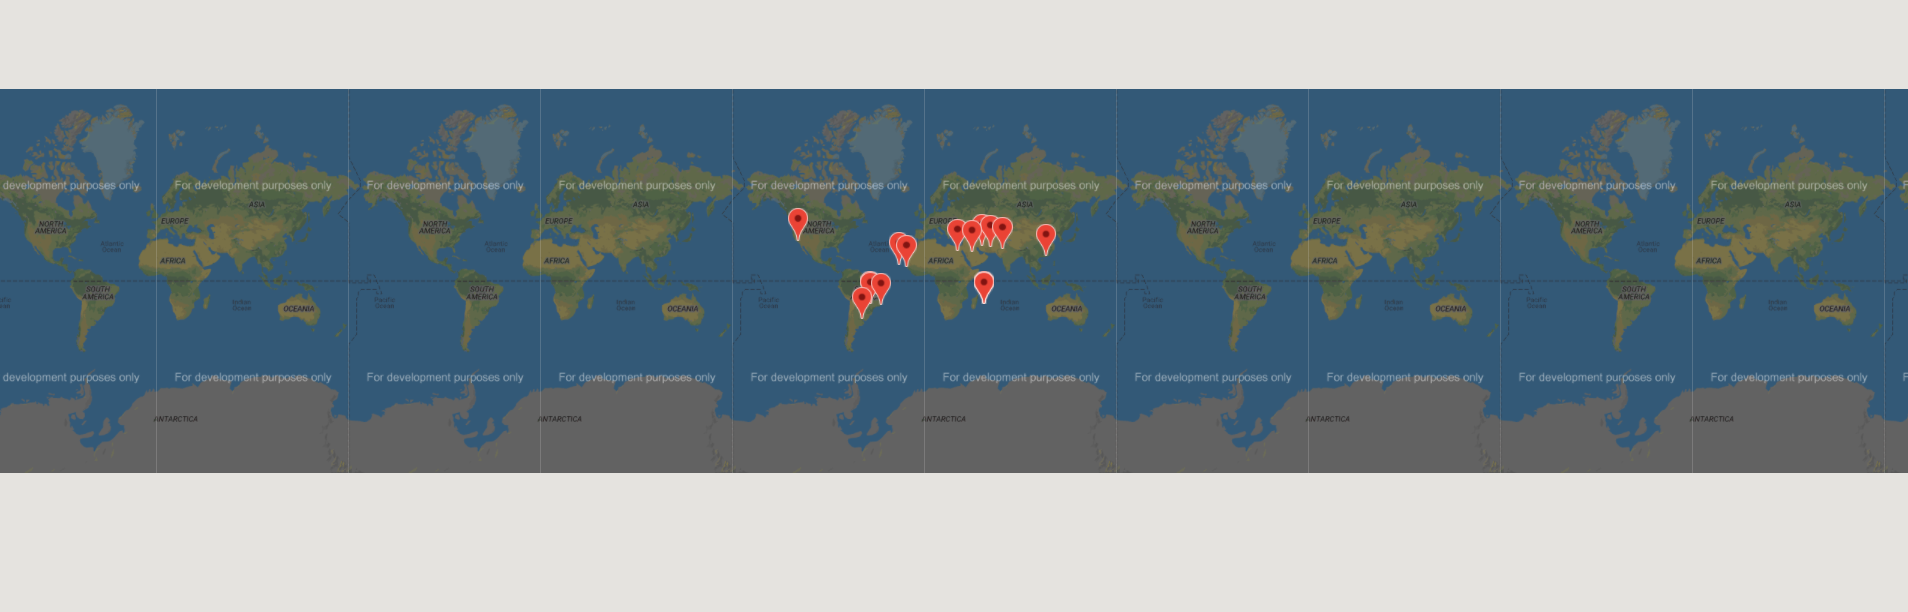 development purposes only
For development purposes only
For development purposes only
For development purposes only
For development purposes only
For development purposes only
For development purposes only
For development purposes only
For development purposes only
For development purposes only
ASIA
ASIA
ASIA
ASIA
ASIA
EUROPE
EUROPE
EUROPE
EUROPE
NORTH
AMERICA
NORTH
AMERICA
NORTH
AMERICA
NORTH
AMERICA
NORTH
AMERICA
AFRICA
AFRICA
AFRICA
AFRICA
AFRICA
SOUTH
AMERICA
SOUTH
AMERICA
SOUTH
AMERICA
SOUTH
AMERICA
Indian
Ocean
Pacific
Ocean
OCEANIA
OCEANIA
OCEANIA
OCEANIA
OCEANIA
development purposes only
For development purposes only
For development purposes only
For development purposes only
For development purposes only
For development purposes only
For development purposes only
For development purposes only
For development purposes only
For development purposes only
ANTARCTICA
ANTARCTICA
ANTARCTICA
ANTARCTICA
ANTARCTICA